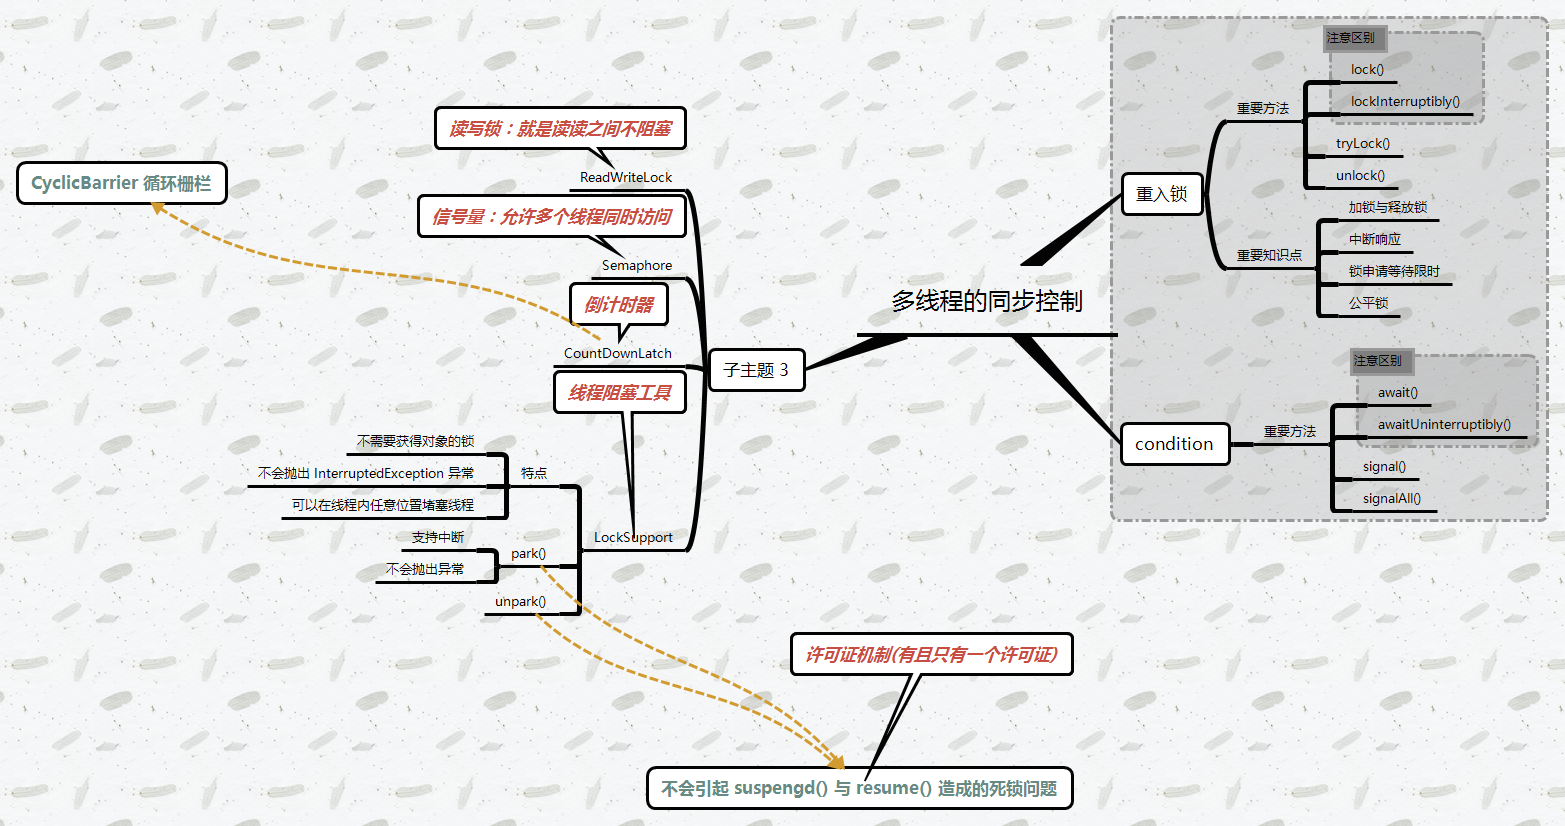 多线程的同步控制
重入锁
重要方法
注意区别
lock()
lockInterruptibly()
tryLock()
unlock()
重要知识点
加锁与释放锁
中断响应
锁申请等待限时
公平锁
condition
重要方法
注意区别
await()
awaitUninterruptibly()
signal()
signalAll()
子主题 3
读写锁：就是读读之间不阻塞
ReadWriteLock
信号量：允许多个线程同时访问
Semaphore
倒计时器
CountDownLatch
CyclicBarrier 循环栅栏
线程阻塞工具
LockSupport
特点
不需要获得对象的锁
不会抛出 InterruptedException 异常
可以在线程内任意位置堵塞线程
park()
支持中断
不会抛出异常
unpark()
许可证机制(有且只有一个许可证)
不会引起 suspengd() 与 resume() 造成的死锁问题